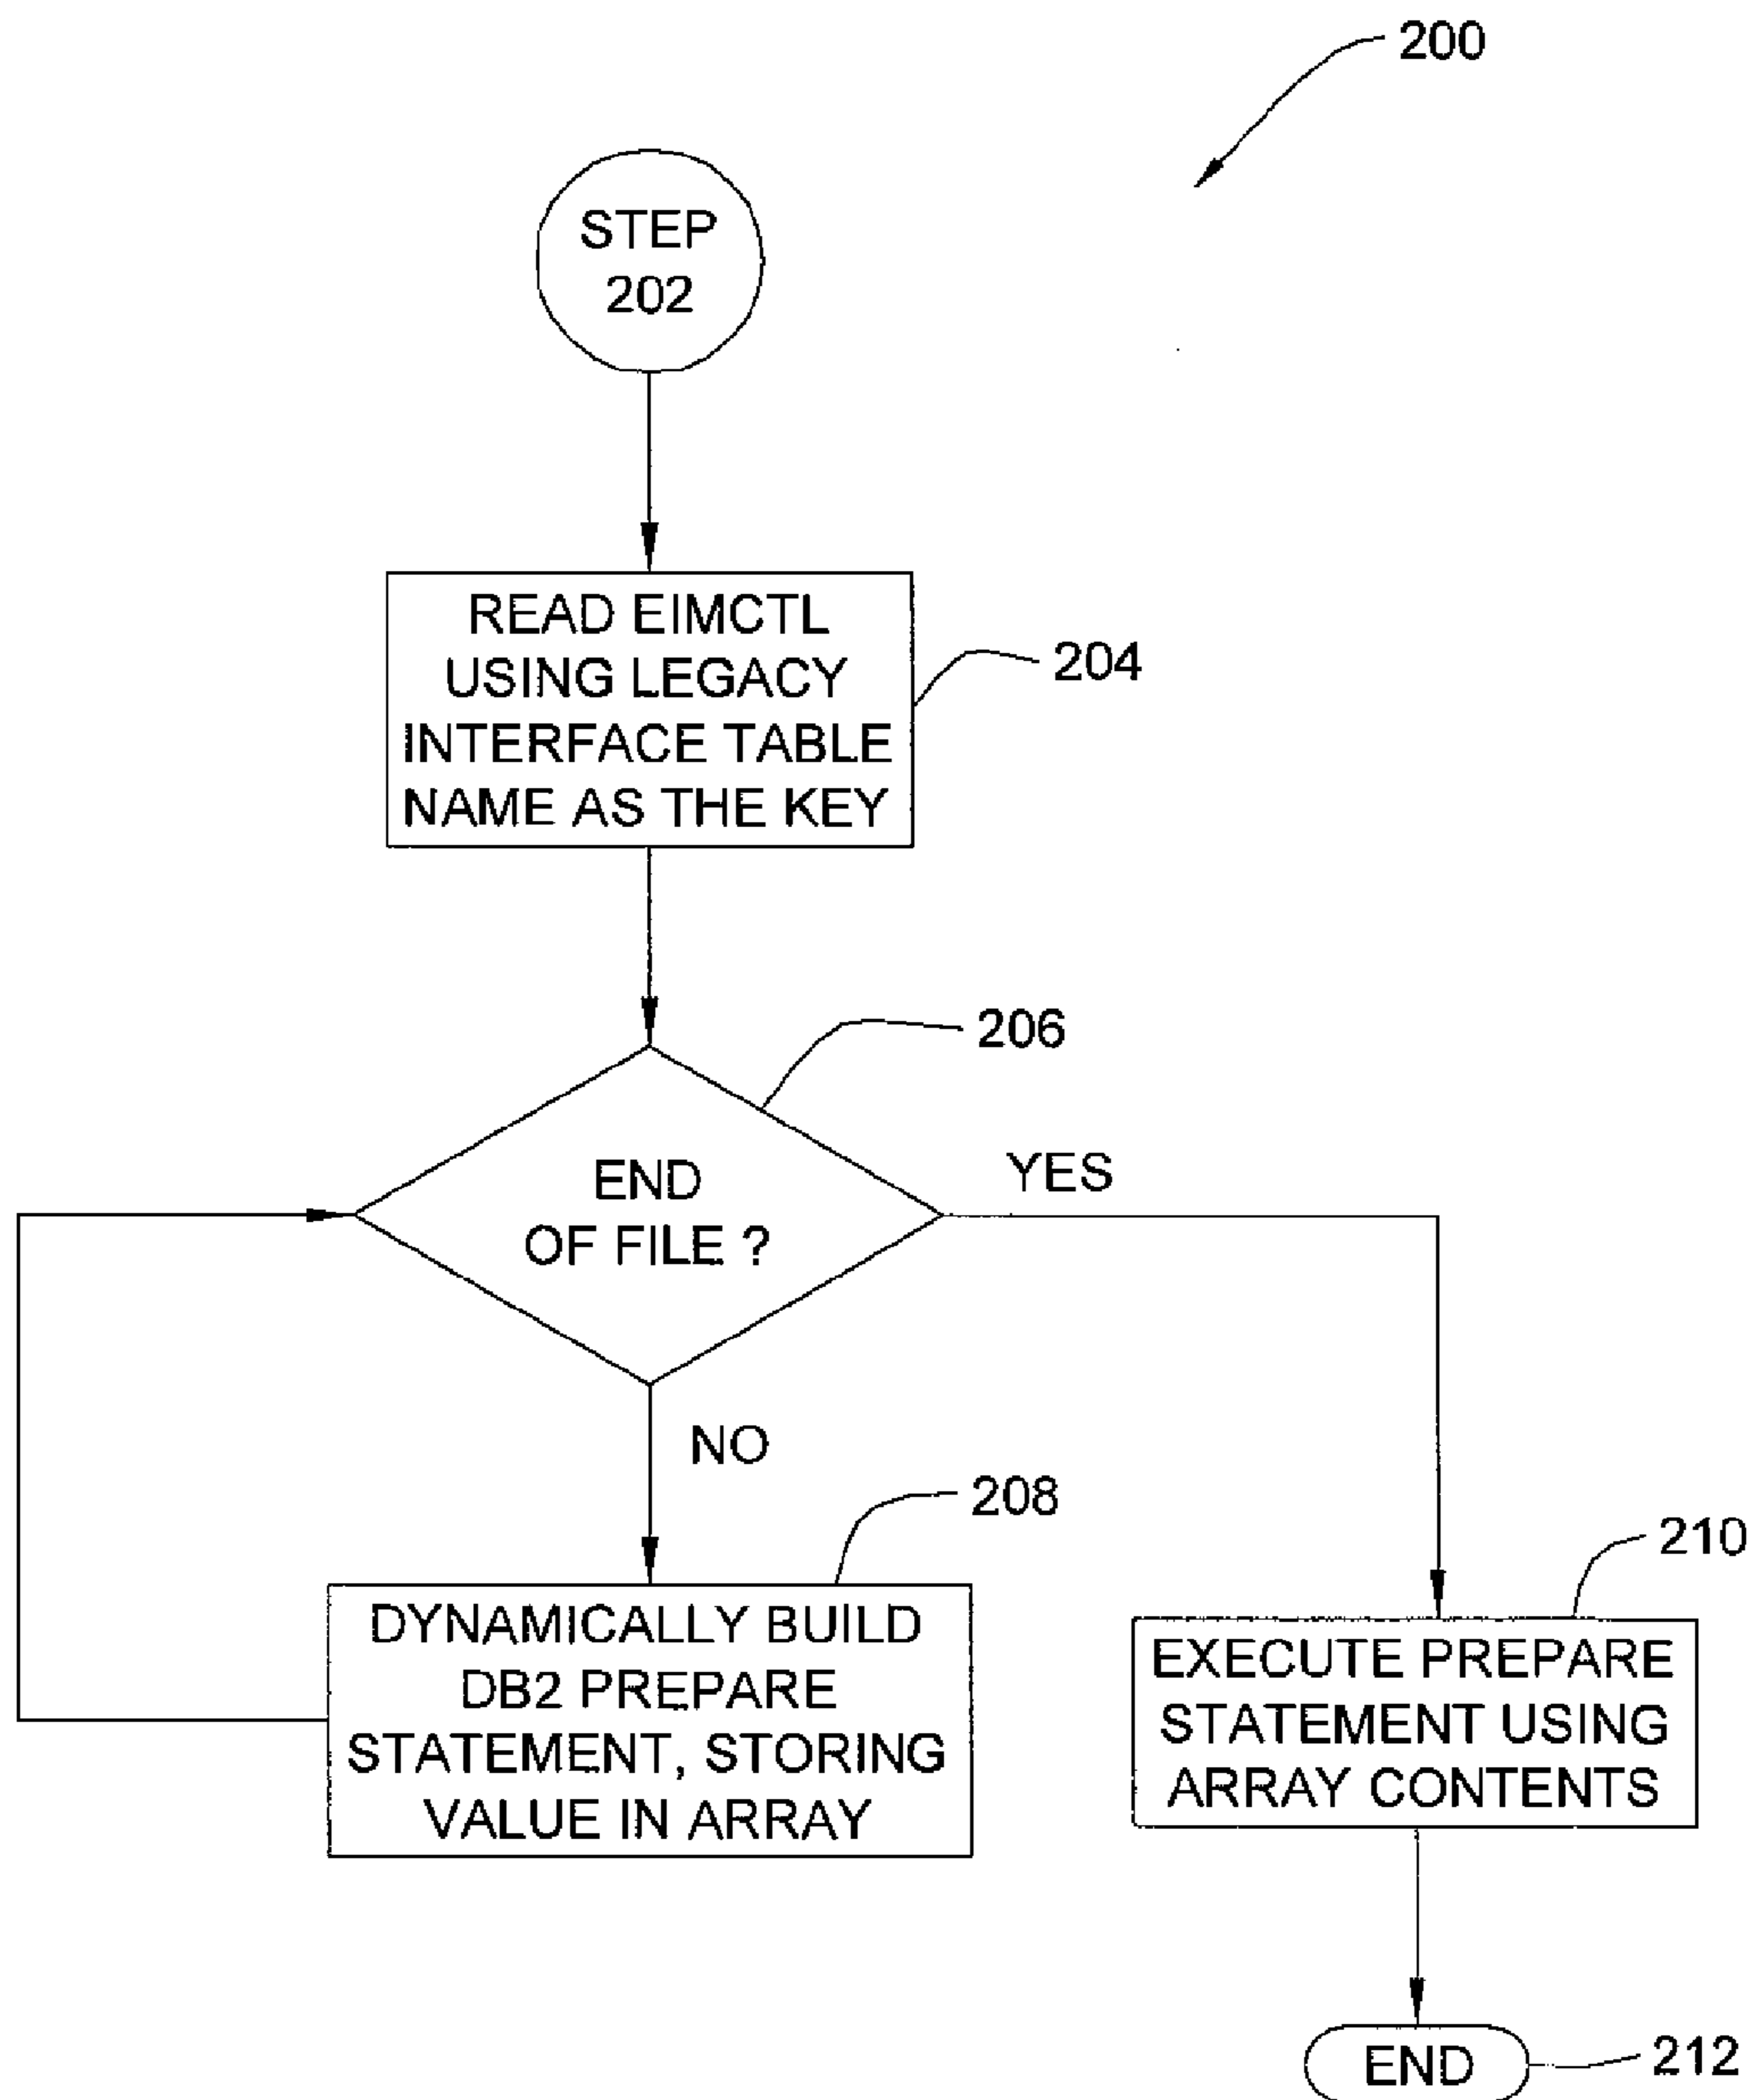 200
STEP
202
READ EIMCTL
USING LEGACY
INTERFACE TABLE
NAME AS THE KEY
204
206
END
OF FILE ?
YES
NO
208
DYNAMICALLY BUILD
DB2 PREPARE
STATEMENT, STORING
VALUE IN ARRAY
210
EXECUTE PREPARE
STATEMENT USING
ARRAY CONTENTS
END
212